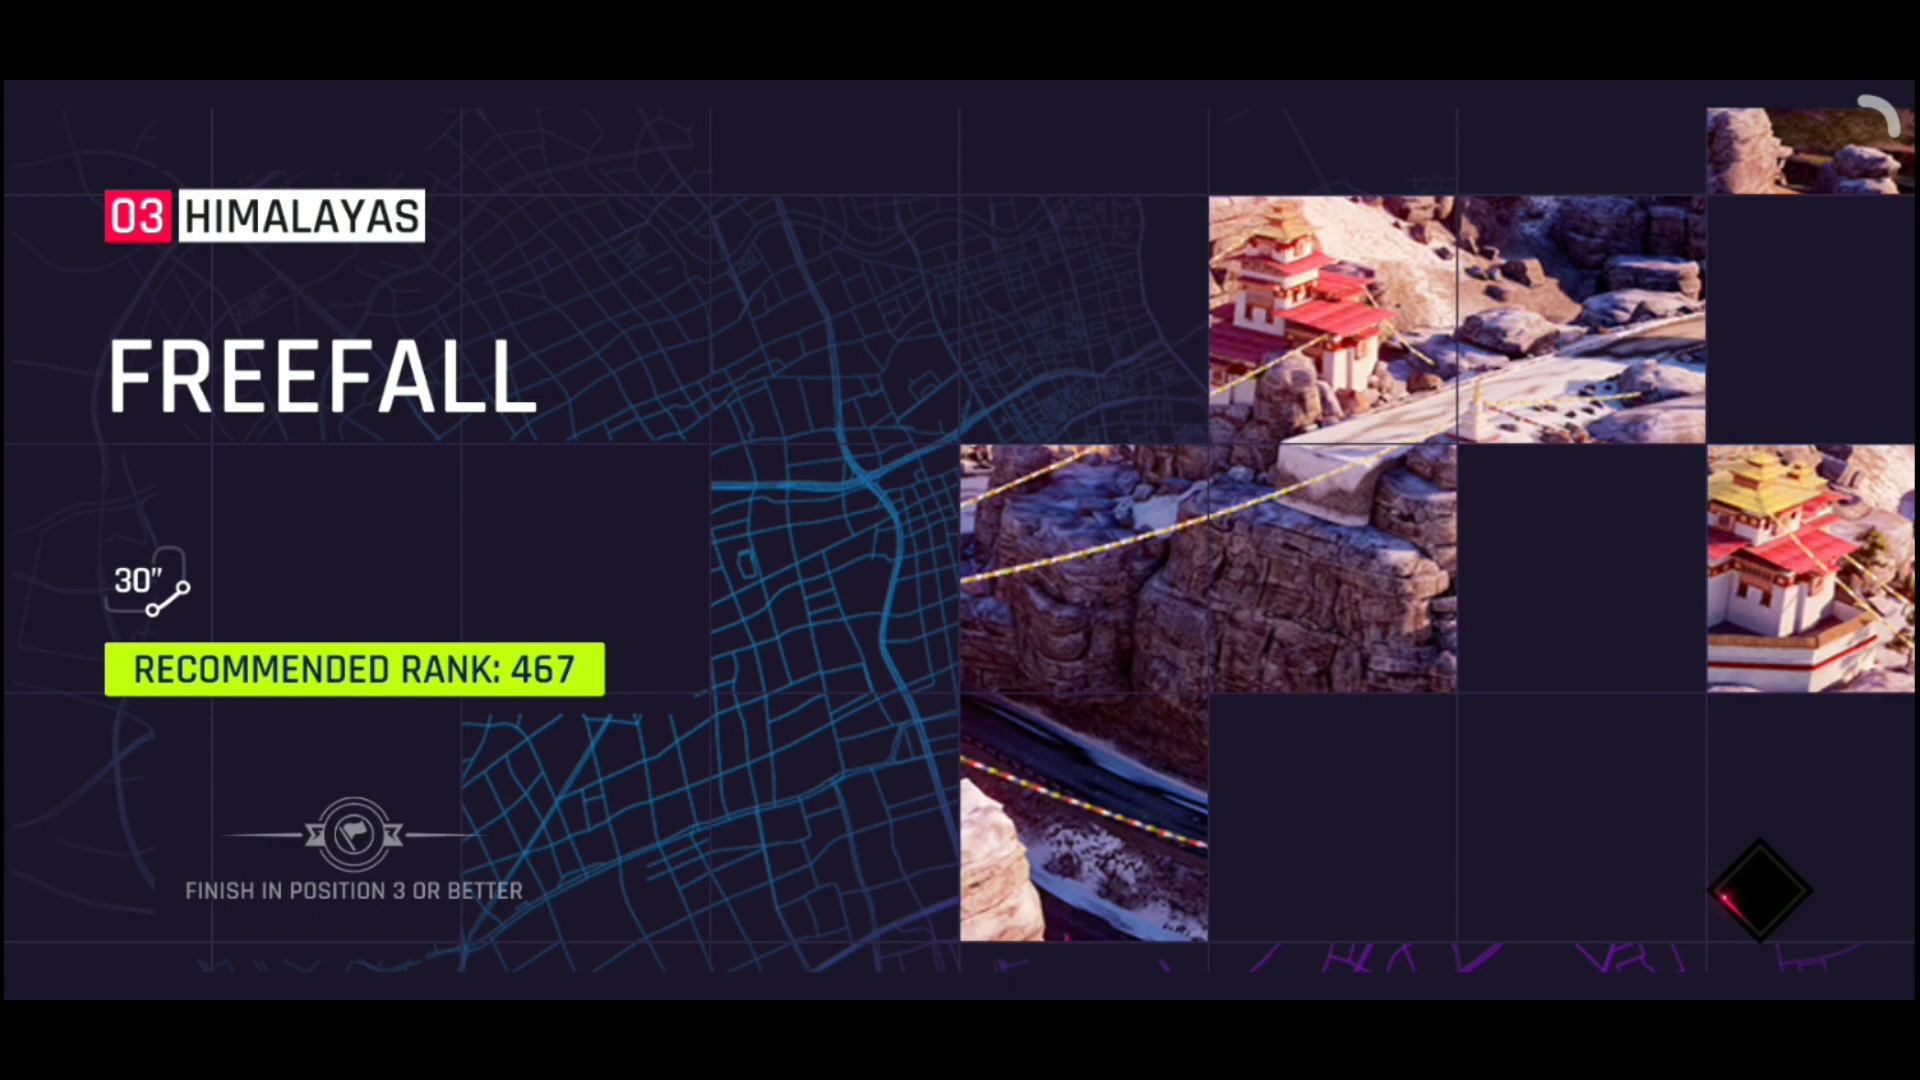 03 HIMALAYAS
FREEFALL
30"
RECOMMENDED RANK: 467
FINISH IN POSITION 3 OR BETTER